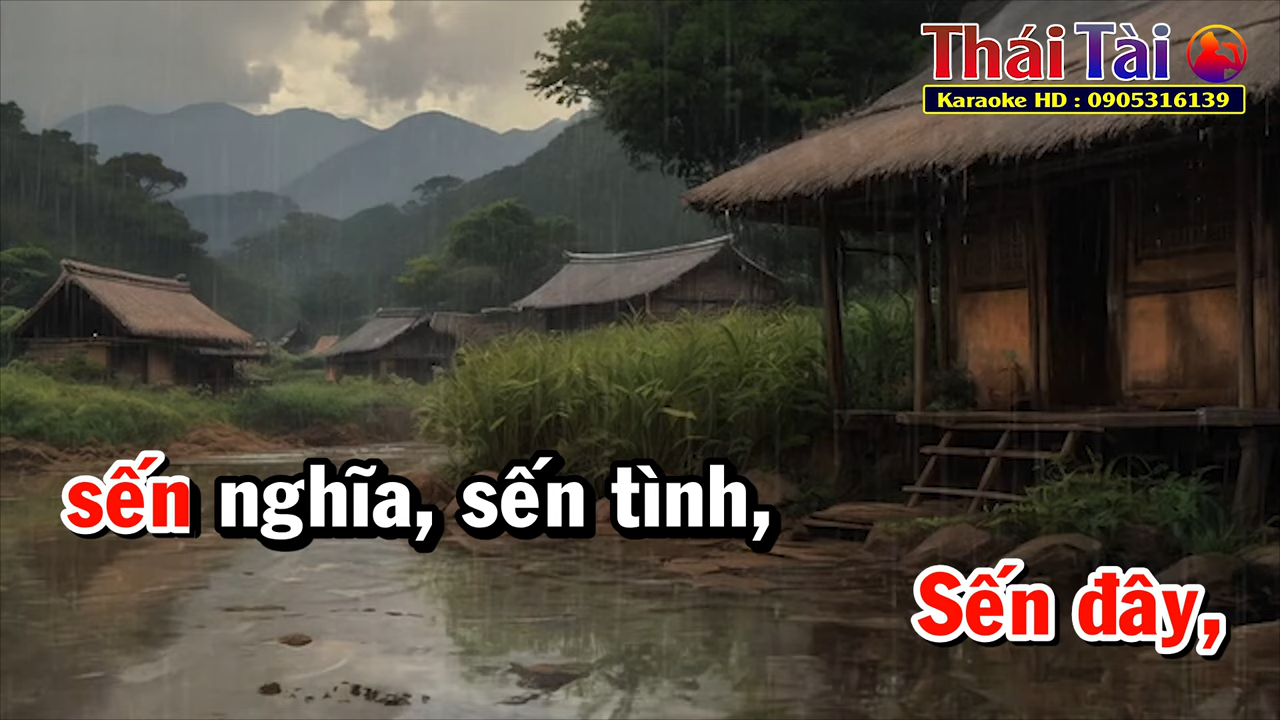 Thái Tài
Karaoke HD : 0905316139
sến nghĩa, sến tình,
Sến đây,